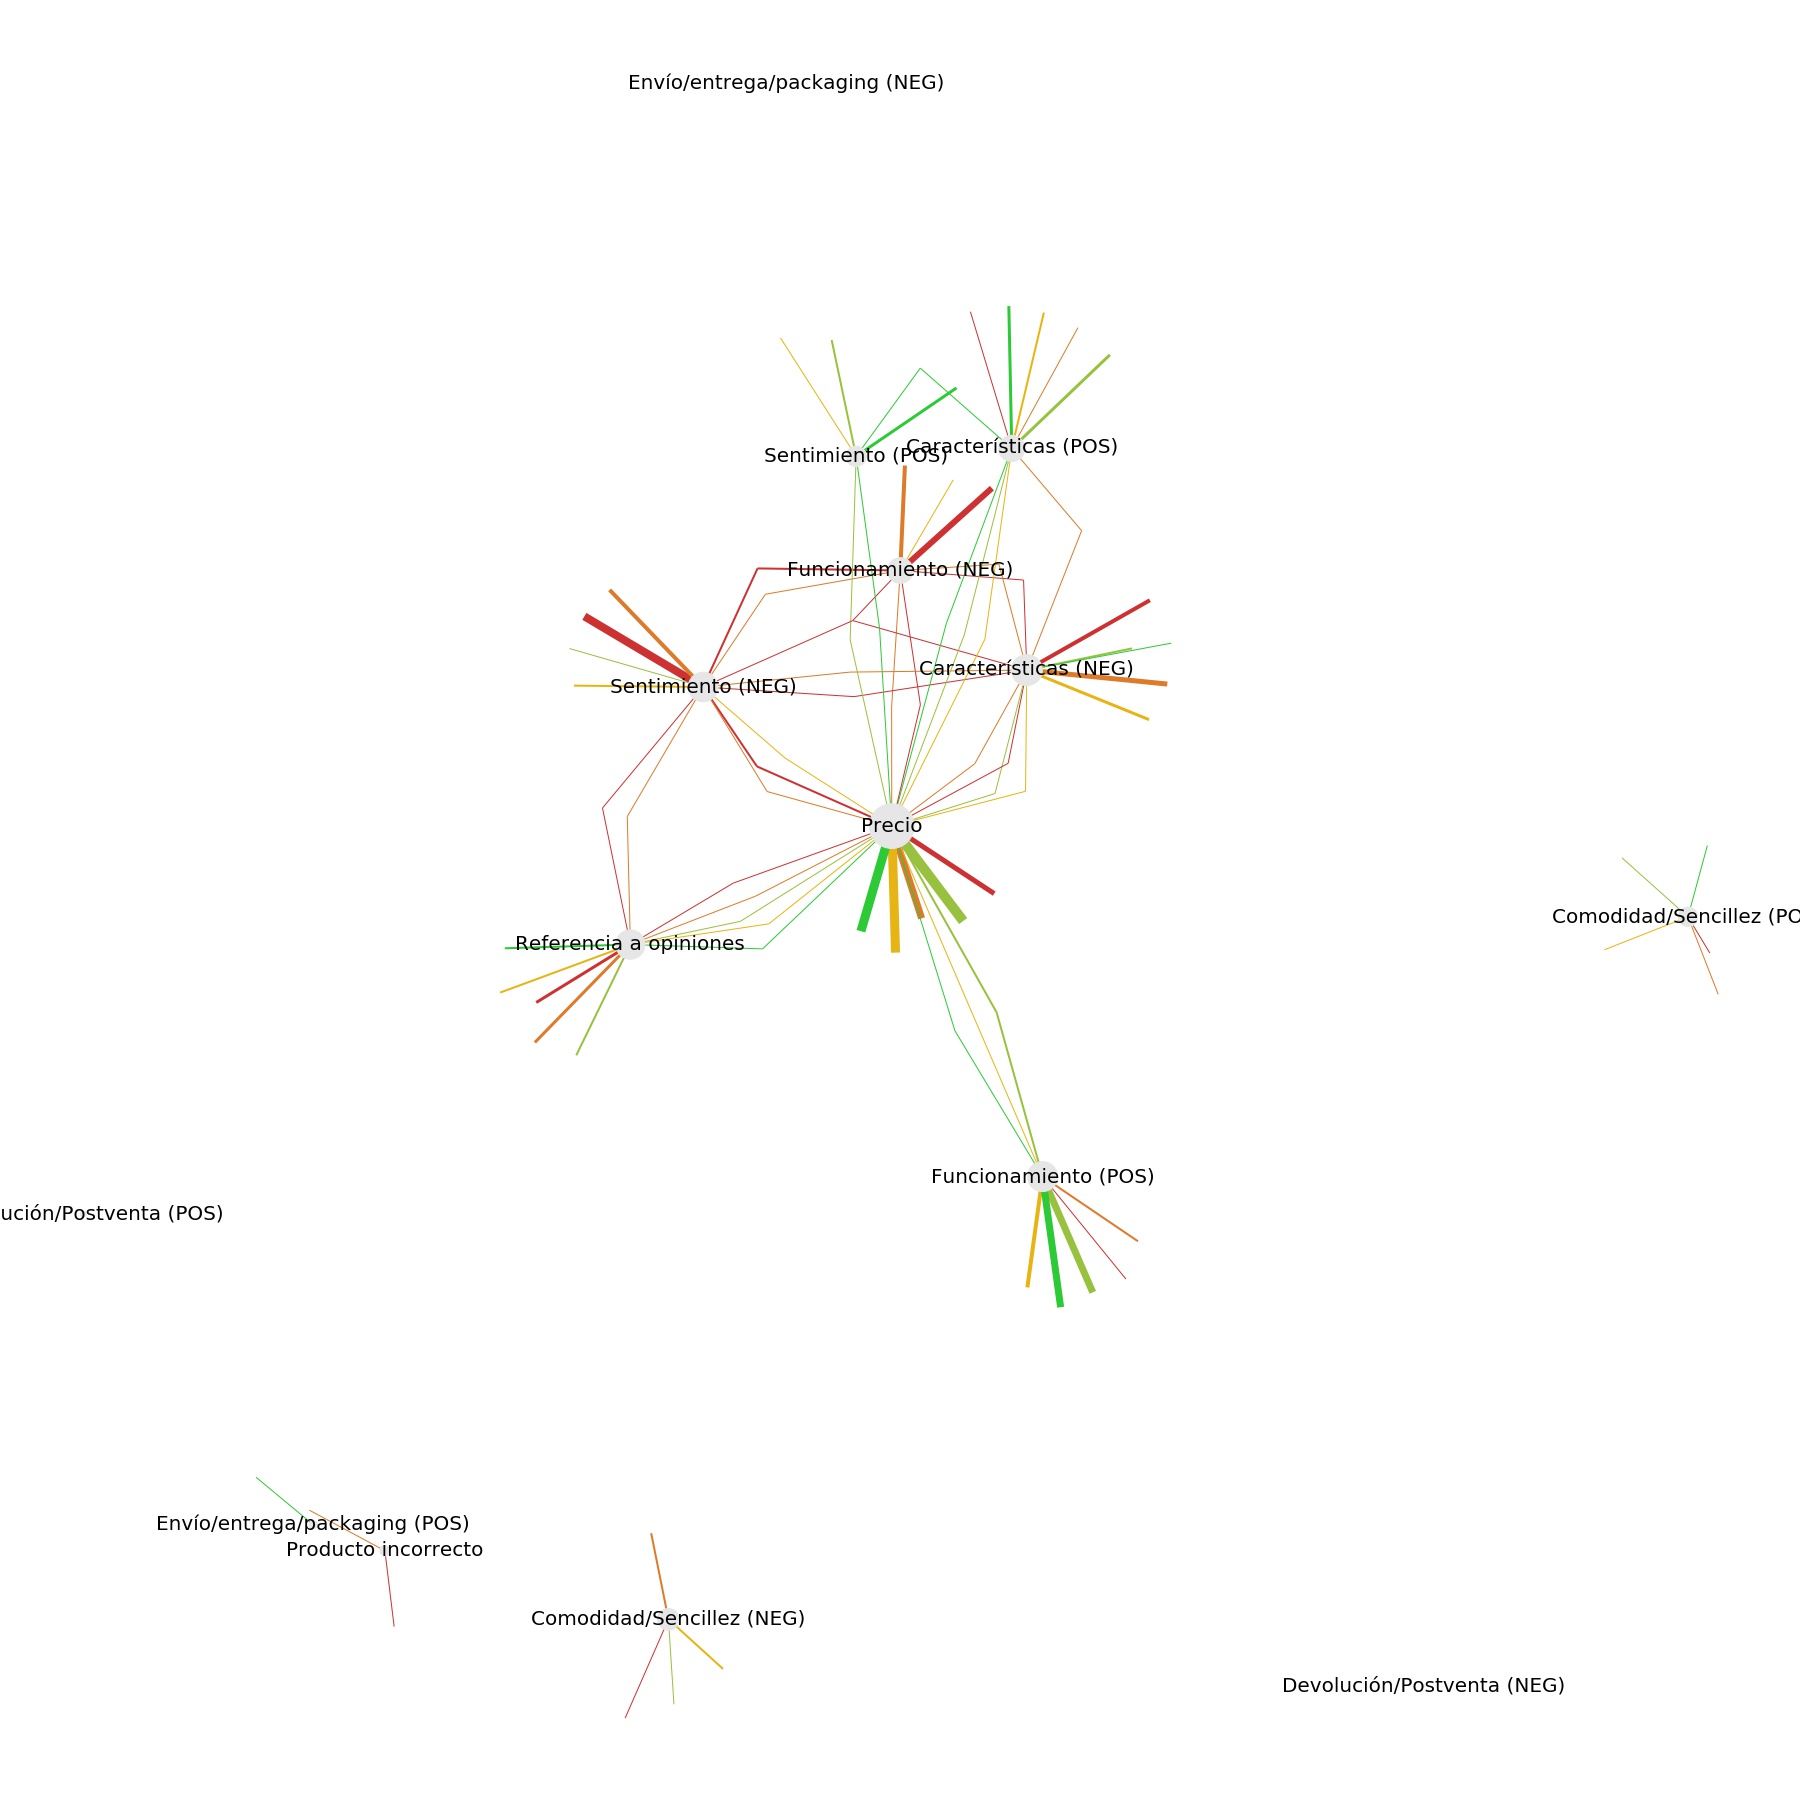 Envío/entrega/packaging (NEG)
Características (POS)
Sentimiento (POS)
Funcionamiento (NEG)
Características (NEG)
Sentimiento (NEG)
Precio
Comodidad/Sencillez (PO
Referencia a opiniones
Funcionamiento (POS)
ución/Postventa (POS)
Envío/entrega/packaging (POS)
Producto incorrecto
Comodidad/Sencillez (NEG)
Devolución/Postventa (NEG)